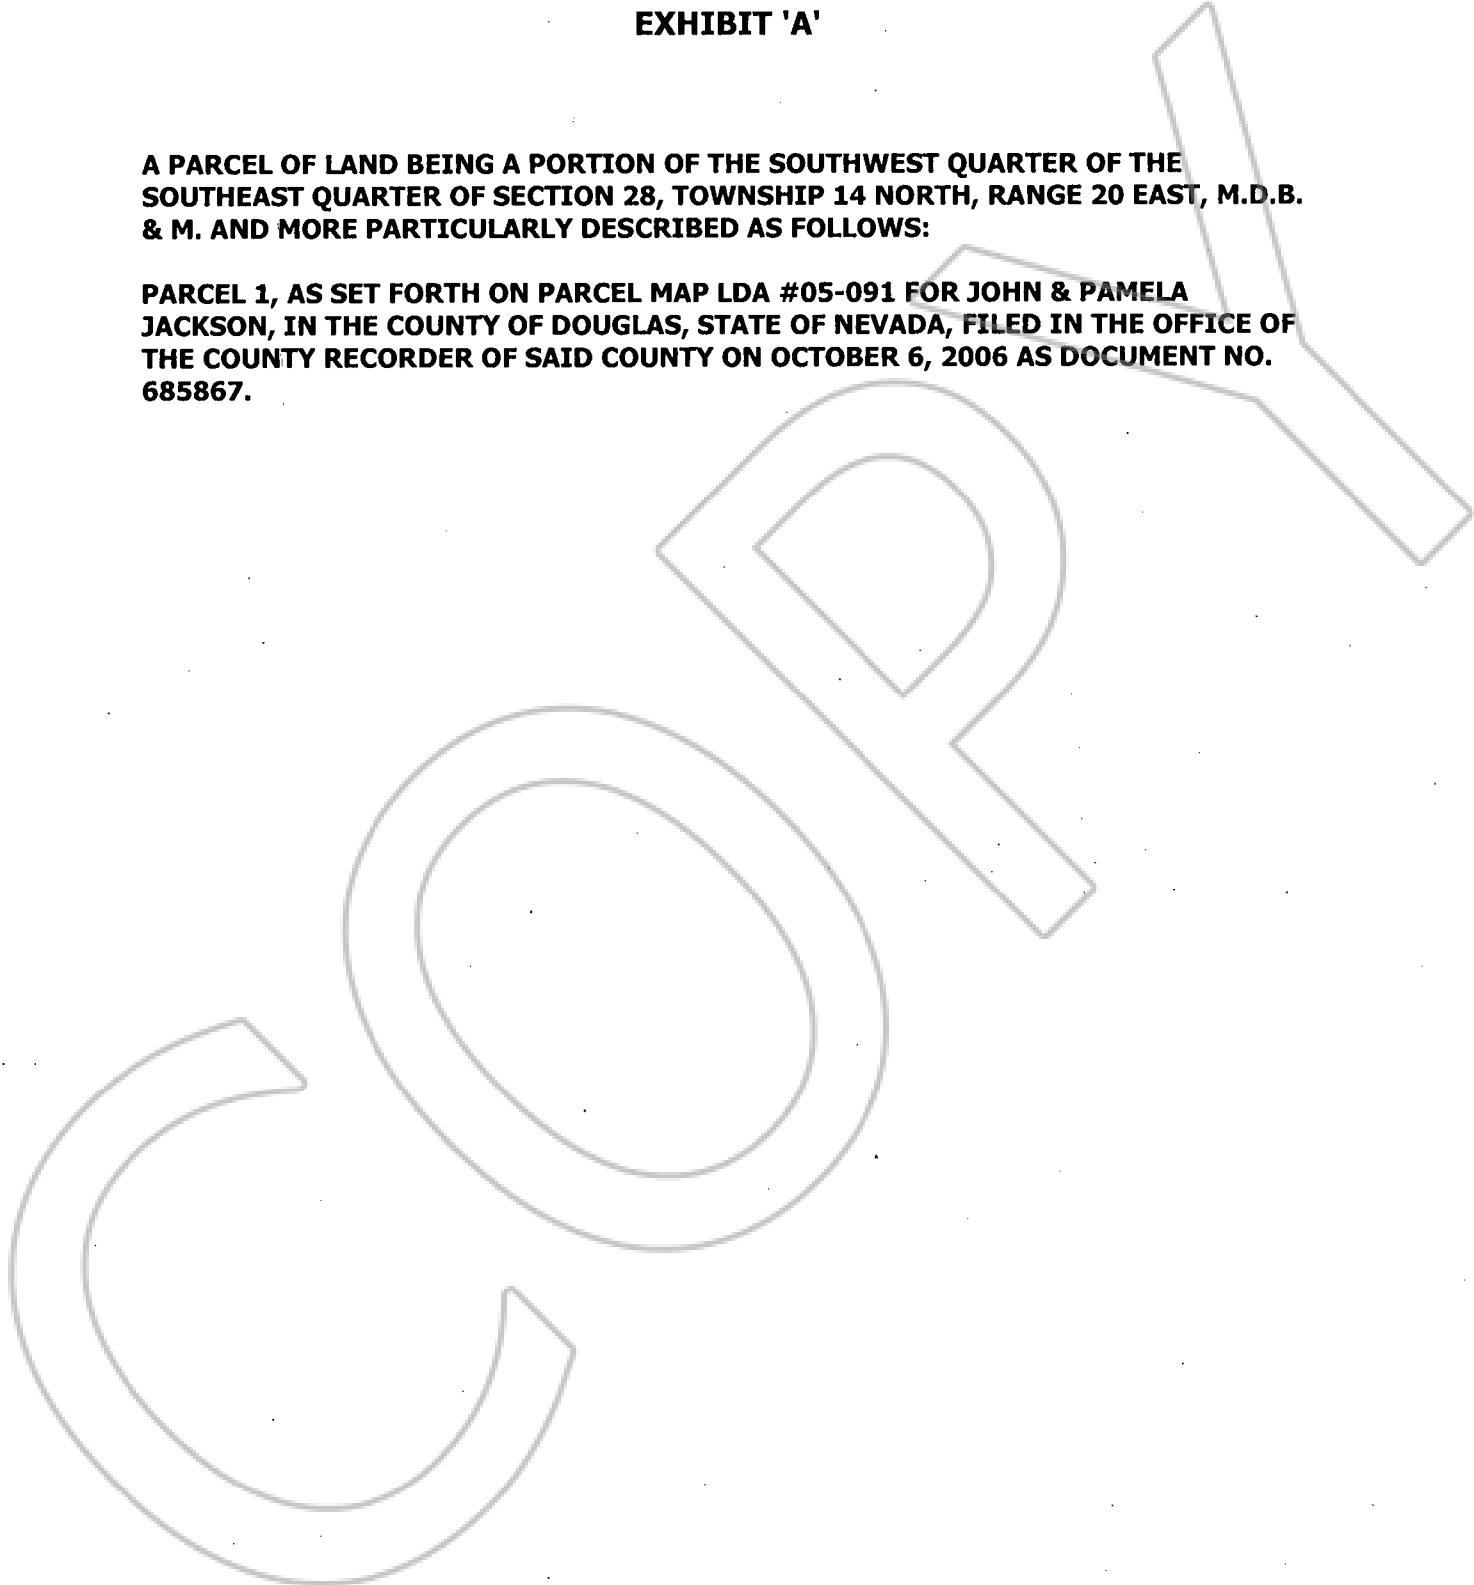 EXHIBIT 'A'
A PARCEL OF LAND BEING A PORTION OF THE SOUTHWEST QUARTER OF THE
SOUTHEAST QUARTER OF SECTION 28, TOWNSHIP 14 NORTH, RANGE 20 EAST, M.D.B.
& M. AND MORE PARTICULARLY DESCRIBED AS FOLLOWS:
PARCEL 1, AS SET FORTH ON PARCEL MAP LDA #05-091 FOR JOHN & PAMELA
JACKSON, IN THE COUNTY OF DOUGLAS, STATE OF NEVADA, FILED IN THE OFFICE OF
THE COUNTY RECORDER OF SAID COUNTY ON OCTOBER 6, 2006 AS DOCUMENT NO.
685867.
COPY